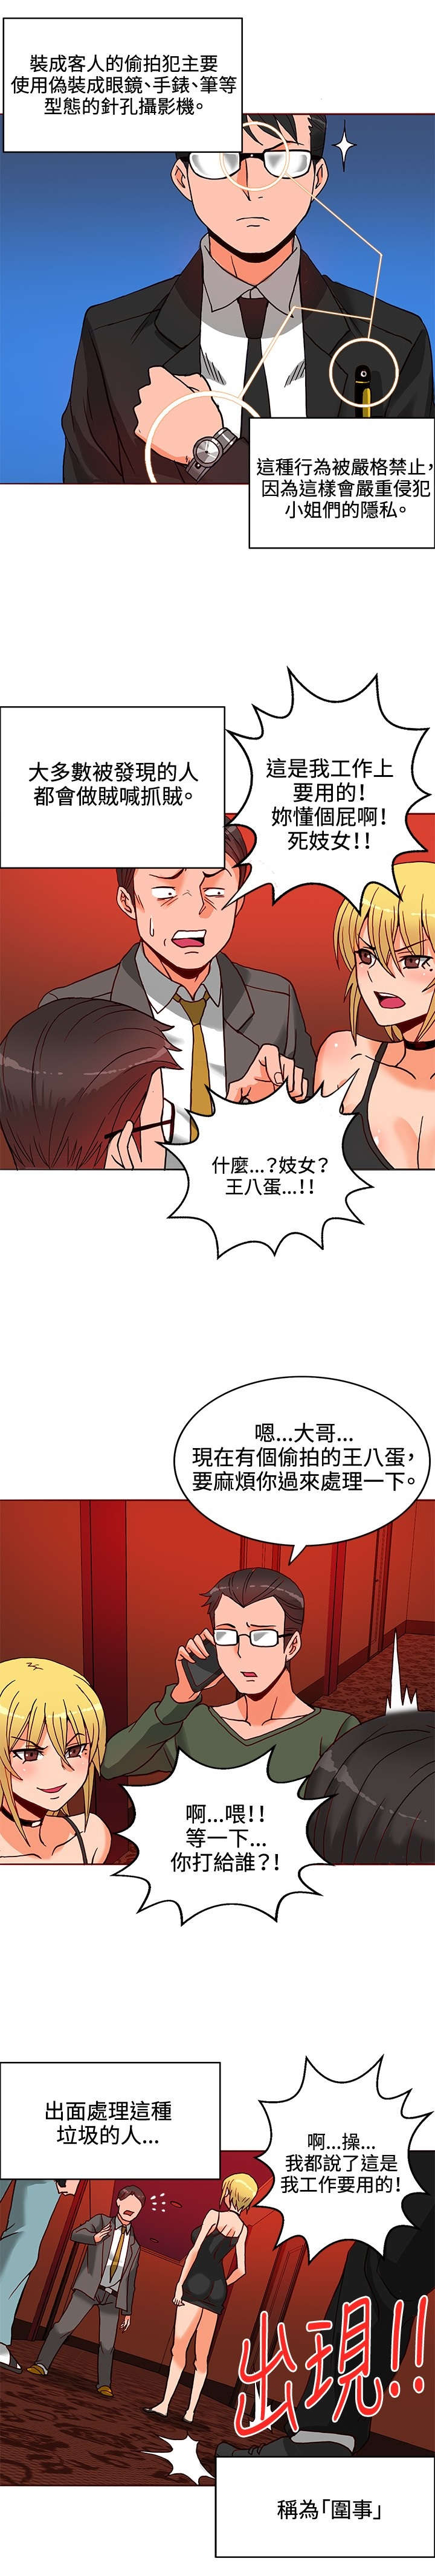 裝成客人的偷拍犯主要
使用偽裝成眼鏡、手錶、筆等
型態的針孔攝影機。
這種行為被嚴格禁止,
因為這樣會嚴重侵犯
小姐們的隱私。
大多數被發現的人
都會做賊喊抓賊。
這是我工作上
要用的!
妳懂個屁啊!
死妓女!!
什麼...?妓女?
王八蛋...!!
嗯...大哥...
現在有個偷拍的王八蛋,
要麻煩你過來處理一下。
啊...喂!!
等一下...
你打給誰?!
出面處理這種
垃圾的人...
啊...操...
我都說了這是
我工作要用的!
出現!!
稱為「圍事」